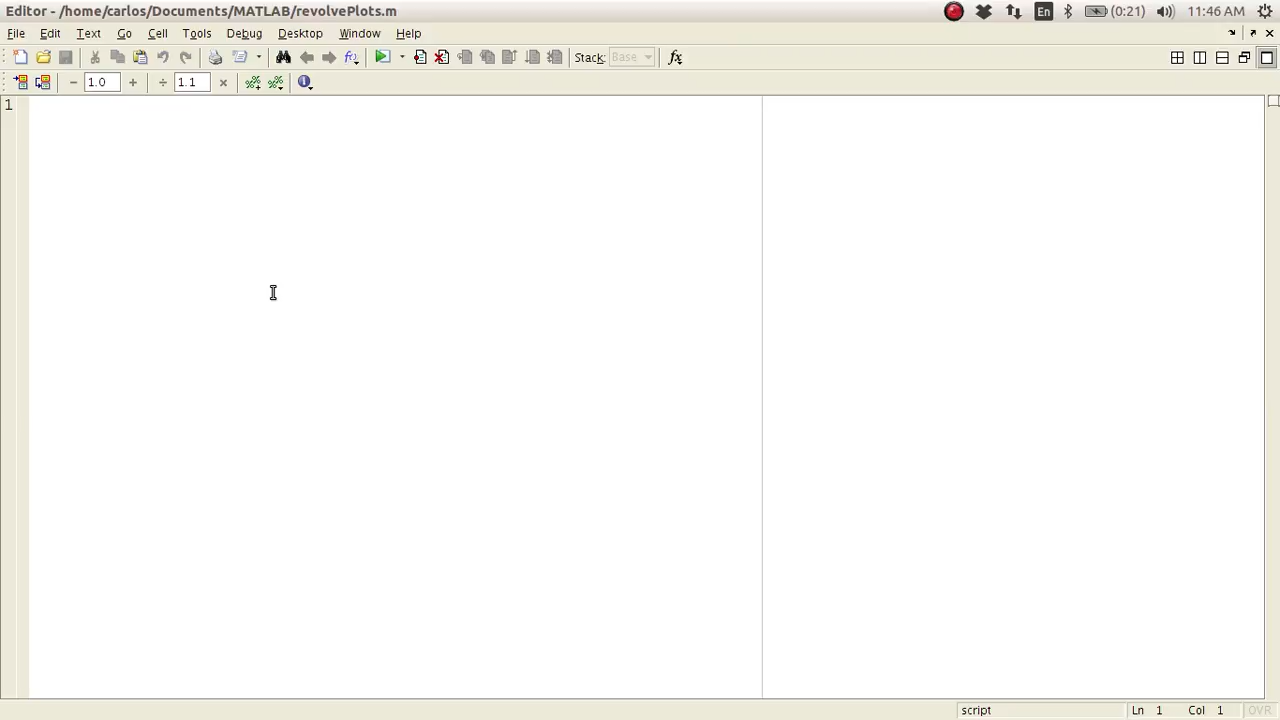 Editor - /home/carlos/Documents/MATLAB/revolvePlots.m En (0:21) 11:46 AM
File Edit Text Go Cell Tools Debug Desktop Window Help
Stack: Base fx
− 1.0 + ÷ 1.1 ×
1
script Ln 1 Col 1 OVR